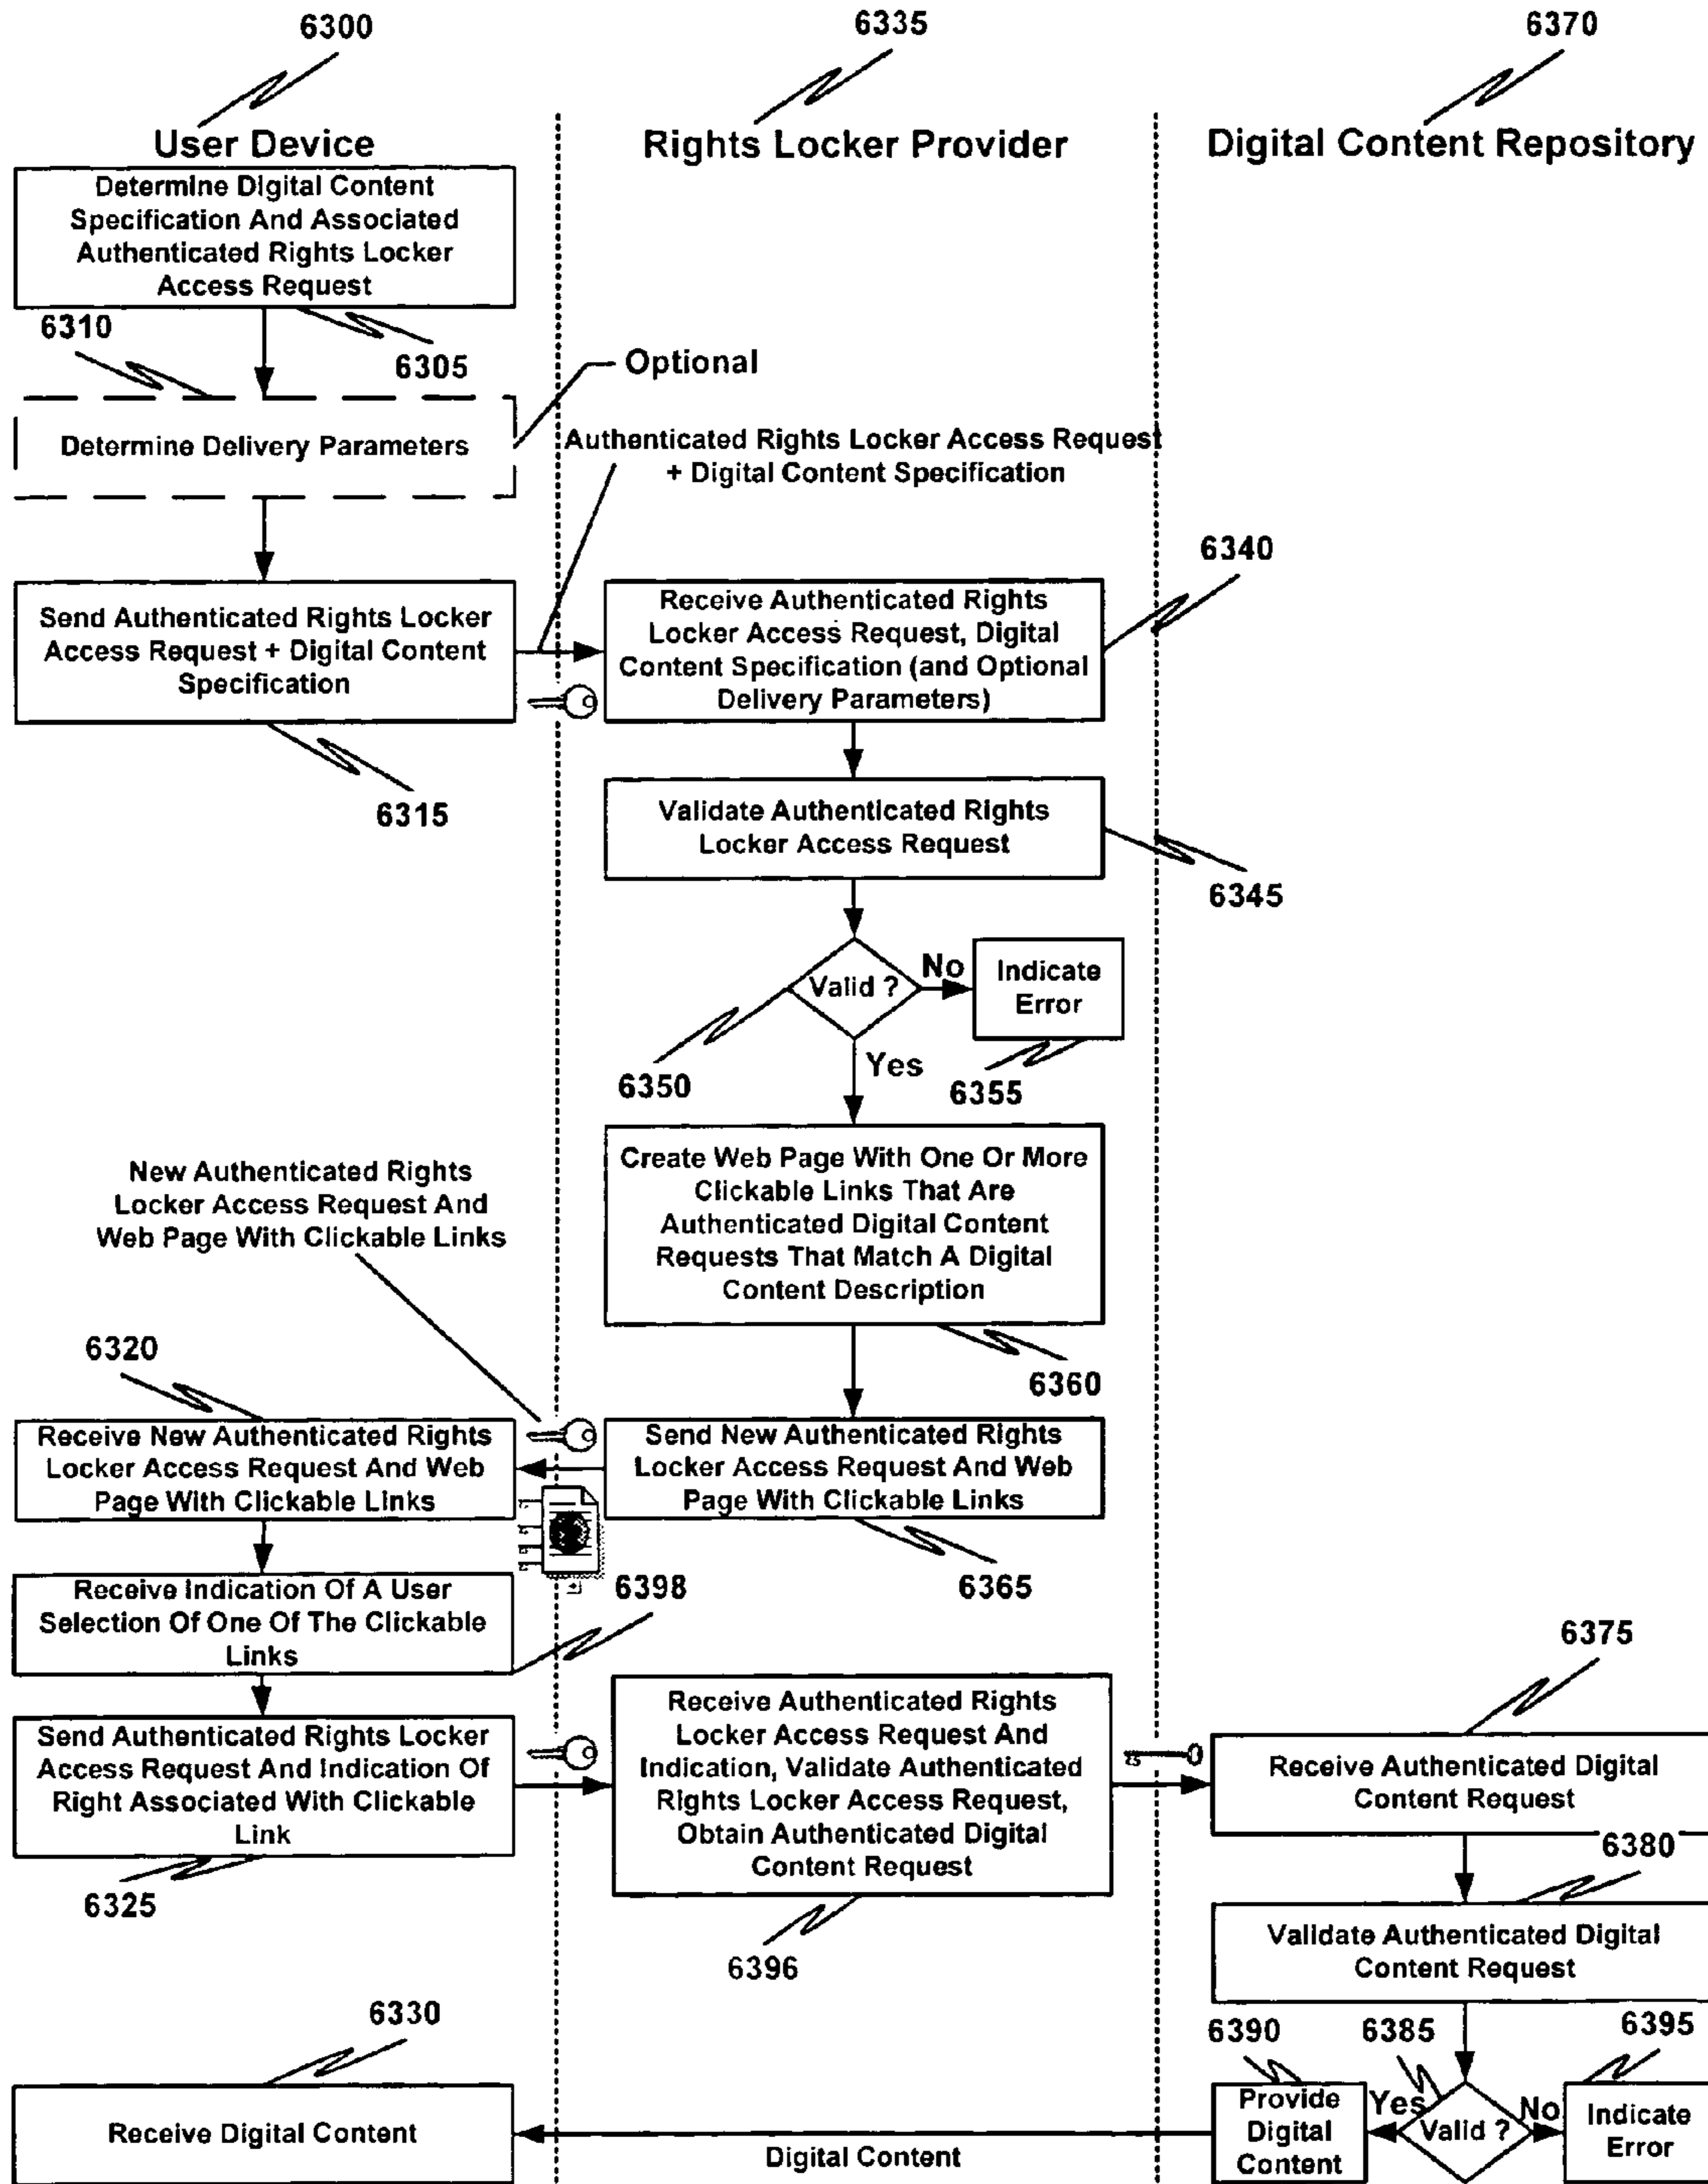 6300
6335
6370
User Device
Rights Locker Provider
Digital Content Repository
Determine Digital Content
Specification And Associated
Authenticated Rights Locker
Access Request
6310
6305
Optional
Determine Delivery Parameters
Authenticated Rights Locker Access Request
+ Digital Content Specification
6340
Send Authenticated Rights Locker
Access Request + Digital Content
Specification
Receive Authenticated Rights
Locker Access Request, Digital
Content Specification (and Optional
Delivery Parameters)
6315
Validate Authenticated Rights
Locker Access Request
6345
Valid ?
No
Indicate
Error
6350
Yes
6355
Create Web Page With One Or More
Clickable Links That Are
Authenticated Digital Content
Requests That Match A Digital
Content Description
New Authenticated Rights
Locker Access Request And
Web Page With Clickable Links
6320
6360
Receive New Authenticated Rights
Locker Access Request And Web
Page With Clickable Links
Send New Authenticated Rights
Locker Access Request And Web
Page With Clickable Links
6398
6365
Receive Indication Of A User
Selection Of One Of The Clickable
Links
6375
Send Authenticated Rights Locker
Access Request And Indication Of
Right Associated With Clickable
Link
Receive Authenticated Rights
Locker Access Request And
Indication, Validate Authenticated
Rights Locker Access Request,
Obtain Authenticated Digital
Content Request
Receive Authenticated Digital
Content Request
6380
6325
6396
Validate Authenticated Digital
Content Request
6330
6390
6385
6395
Receive Digital Content
Digital Content
Provide
Digital
Content
Yes
Valid ?
No
Indicate
Error